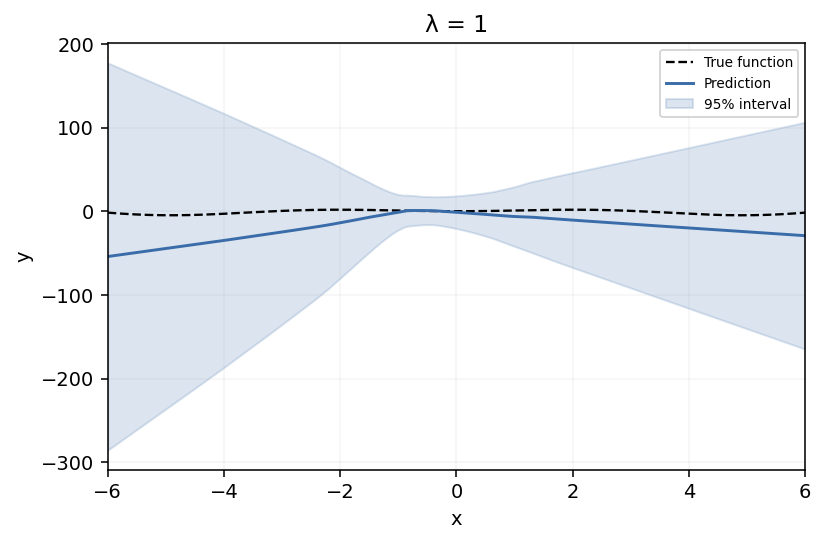 λ = 1
True function
Prediction
95% interval
200
100
0
−100
−200
−300
y
−6 −4 −2 0 2 4 6
x